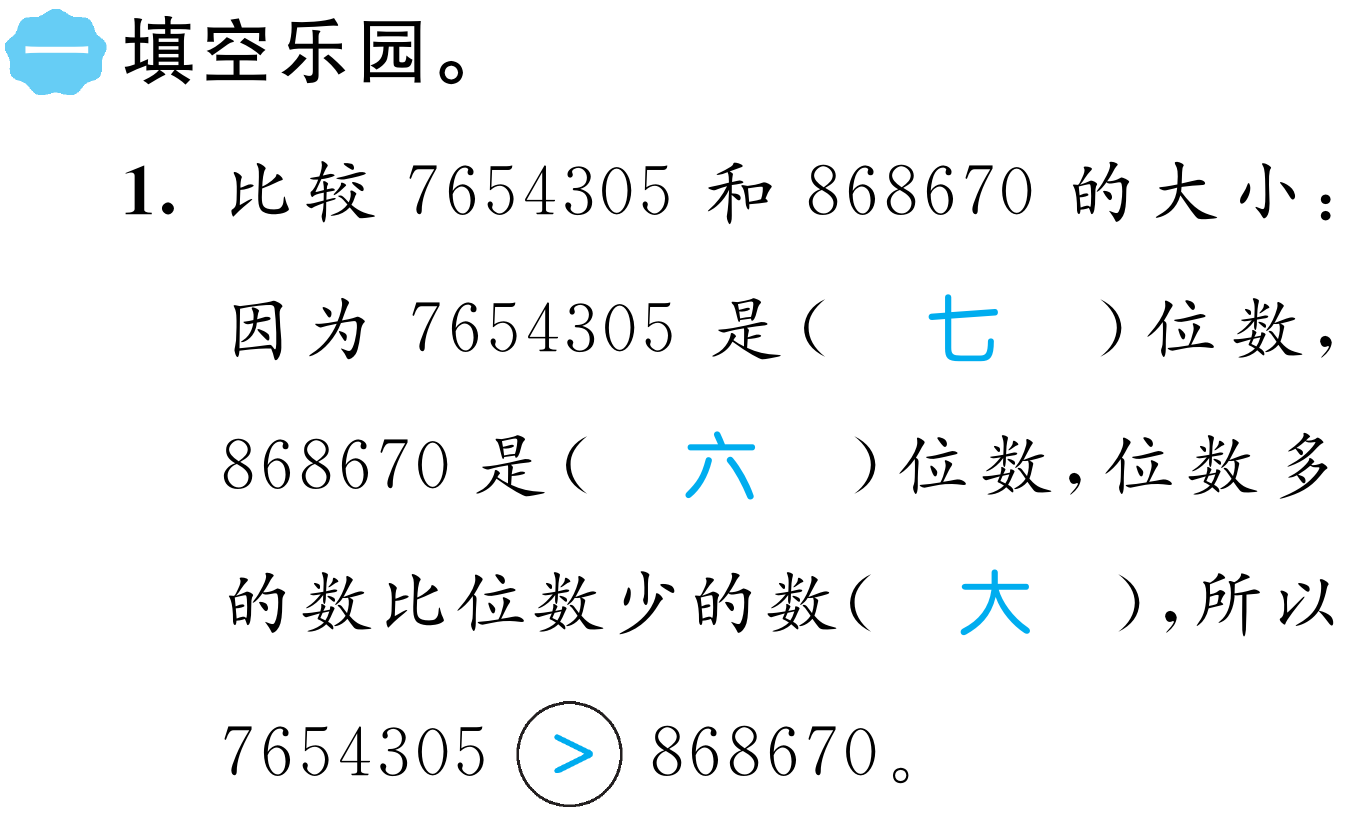 一 填空乐园。
1. 比较 7654305 和 868670 的大小：
因为 7654305 是（ 七 ）位数，
868670 是（ 六 ）位数，位数多
的数比位数少的数（ 大 ），所以
7654305 > 868670。